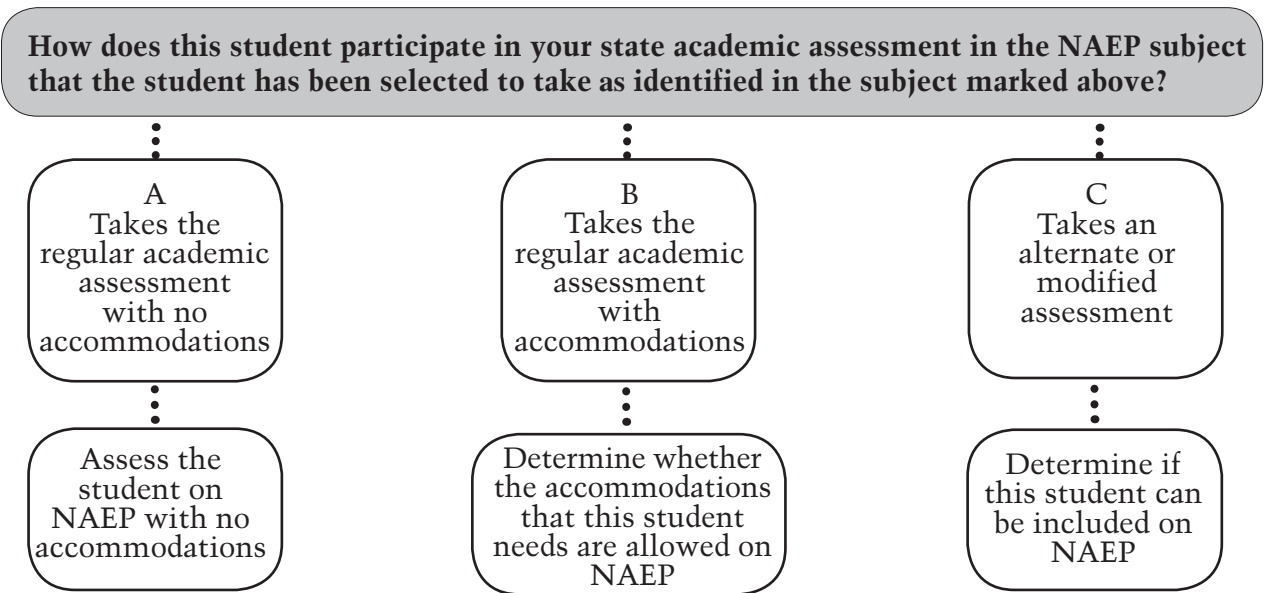 How does this student participate in your state academic assessment in the NAEP subject
that the student has been selected to take as identified in the subject marked above?
A
Takes the
regular academic
assessment
with no
accommodations
B
Takes the
regular academic
assessment
with
accommodations
C
Takes an
alternate or
modified
assessment
Assess the
student on
NAEP with no
accommodations
Determine whether
the accommodations
that this student
needs are allowed on
NAEP
Determine if
this student can
be included on
NAEP